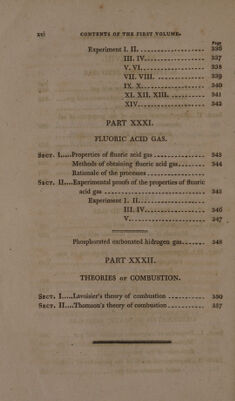 xvi CONTENTS OF THE FIRST VOLUME.
Page
Experiment I. II. .................. 336
III. IV. .................. 337
V. VI. .................. 338
VII. VIII. .................. 339
IX. X. .................. 340
XI. XII. XIII. .................. 341
XIV. .................. 342
PART XXXI.
FLUORIC ACID GAS.
SECT. I.....Properties of fluoric acid gas ............ 343
Methods of obtaining fluoric acid gas........ 344
Rationale of the processes ..............
SECT. II....Experimental proofs of the properties of fluoric
acid gas ........................ 345
Experiment I. II. ..................
III. IV. .................. 346
V. .................. 347
Phosphorated carbonated hidrogen gas...... 348
PART XXXII.
THEORIES OF COMBUSTION.
SECT. I.....Lavoisier's theory of combustion ........... 350
SECT. II....Thomson's theory of combustion........... 357